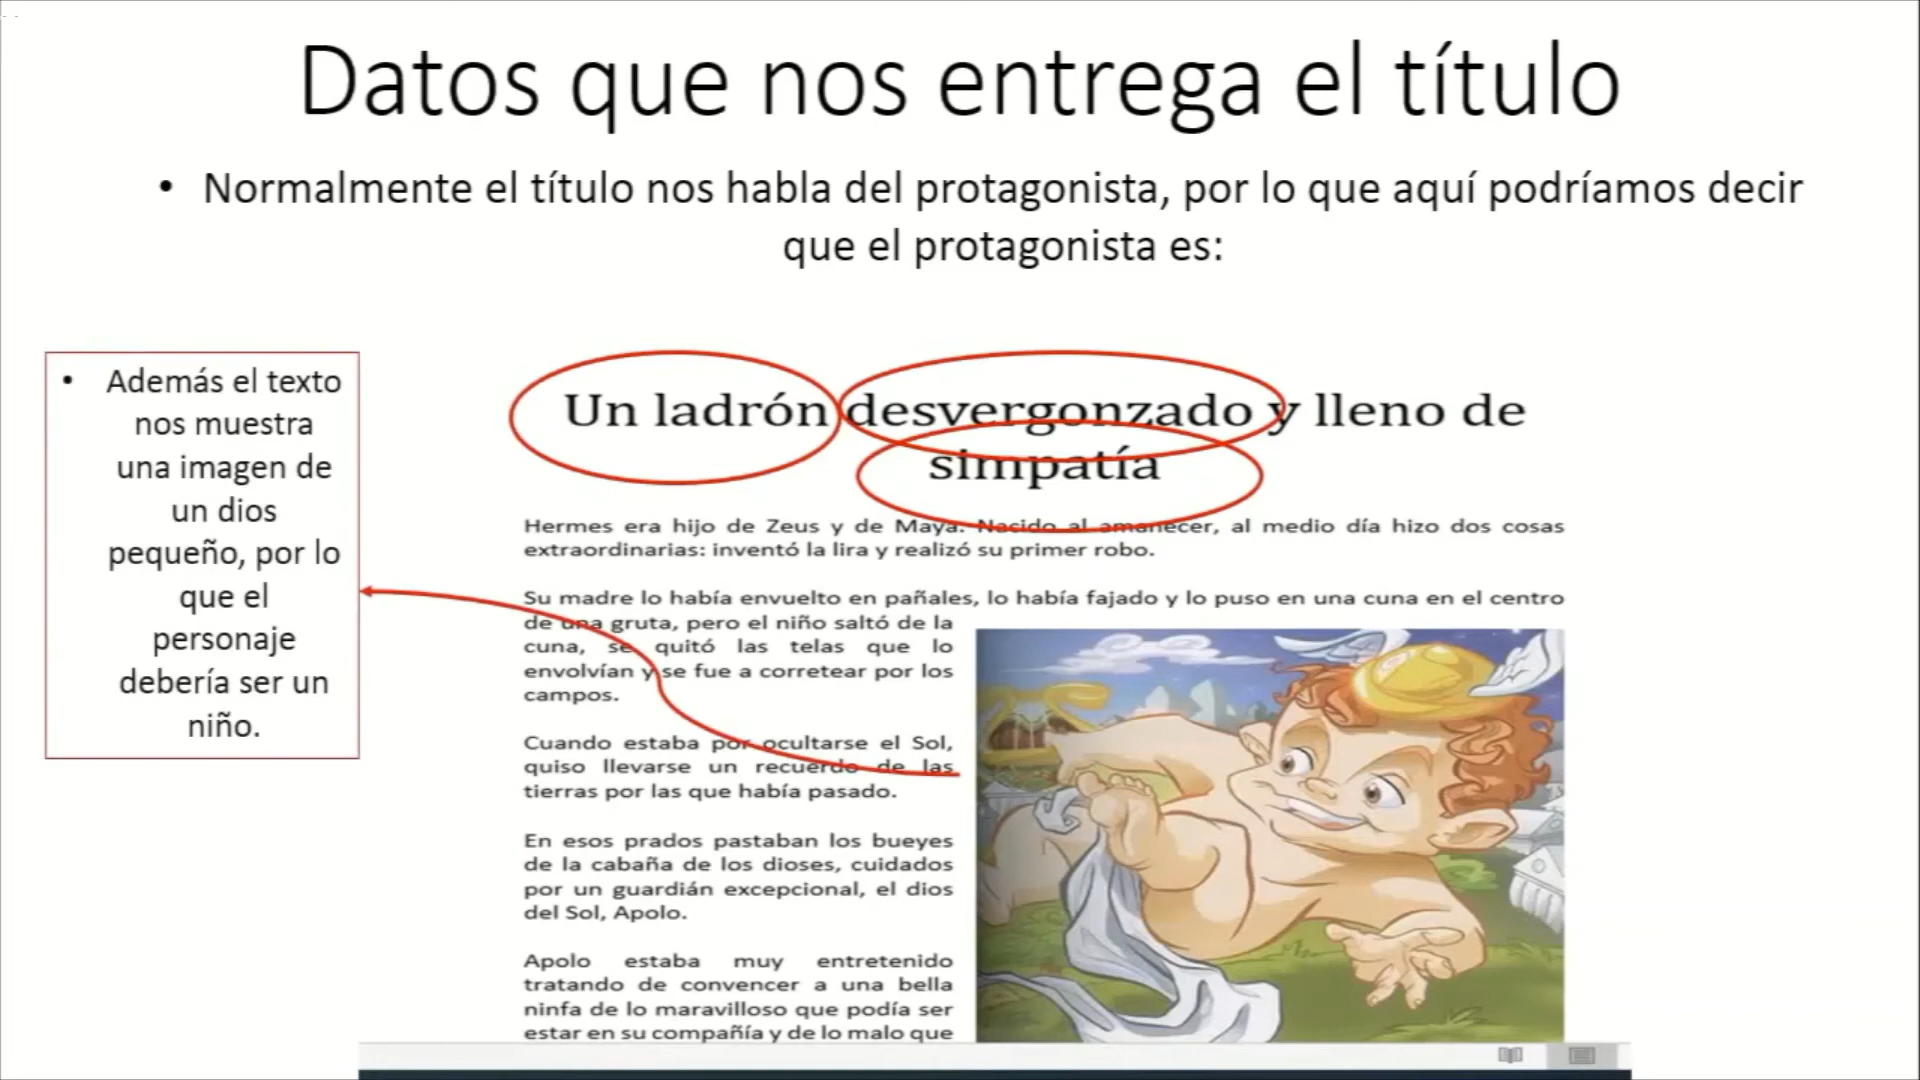 Datos que nos entrega el título
• Normalmente el título nos habla del protagonista, por lo que aquí podríamos decir
que el protagonista es:
• Además el texto
nos muestra
una imagen de
un dios
pequeño, por lo
que el
personaje
debería ser un
niño.
Un ladrón desvergonzado y lleno de
simpatía
Hermes era hijo de Zeus y de Maya. Nacido al amanecer, al medio día hizo dos cosas
extraordinarias: inventó la lira y realizó su primer robo.
Su madre lo había envuelto en pañales, lo había fajado y lo puso en una cuna en el centro
de una gruta, pero el niño saltó de la
cuna, se quitó las telas que lo
envolvían y se fue a corretear por los
campos.
Cuando estaba por ocultarse el Sol,
quiso llevarse un recuerdo de las
tierras por las que había pasado.
En esos prados pastaban los bueyes
de la cabaña de los dioses, cuidados
por un guardián excepcional, el dios
del Sol, Apolo.
Apolo estaba muy entretenido
tratando de convencer a una bella
ninfa de lo maravilloso que podía ser
estar en su compañía y de lo malo que